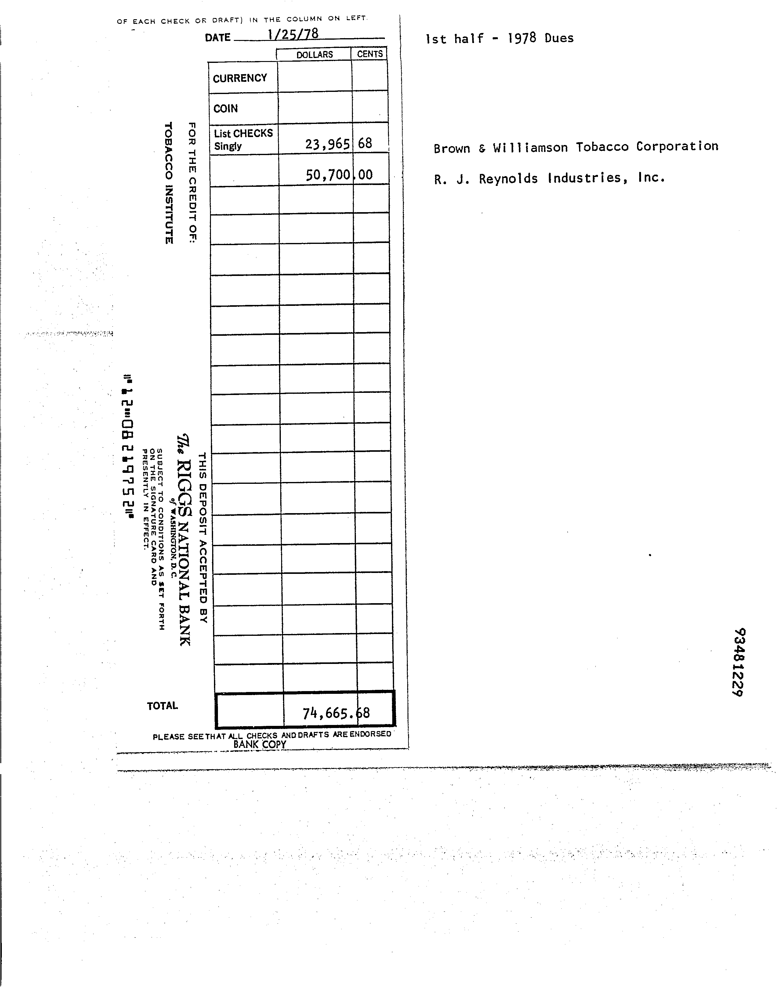 OF EACH CHECK OR DRAFT) IN THE COLUMN ON LEFT.
DATE 1/25/78
1st half - 1978 Dues
DOLLARS CENTS
CURRENCY
COIN
List CHECKS
Singly 23,965 68
Brown & Williamson Tobacco Corporation
50,700.00
R. J. Reynolds Industries, Inc.
FOR THE CREDIT OF:
TOBACCO INSTITUTE
THIS DEPOSIT ACCEPTED BY
The RIGGS NATIONAL BANK
of WASHINGTON, D. C.
SUBJECT TO CONDITIONS AS SET FORTH
ON THE SIGNATURE CARD AND
PRESENTLY IN EFFECT.
TOTAL 74,665.68
PLEASE SEE THAT ALL CHECKS AND DRAFTS ARE ENDORSED
BANK COPY
93481229